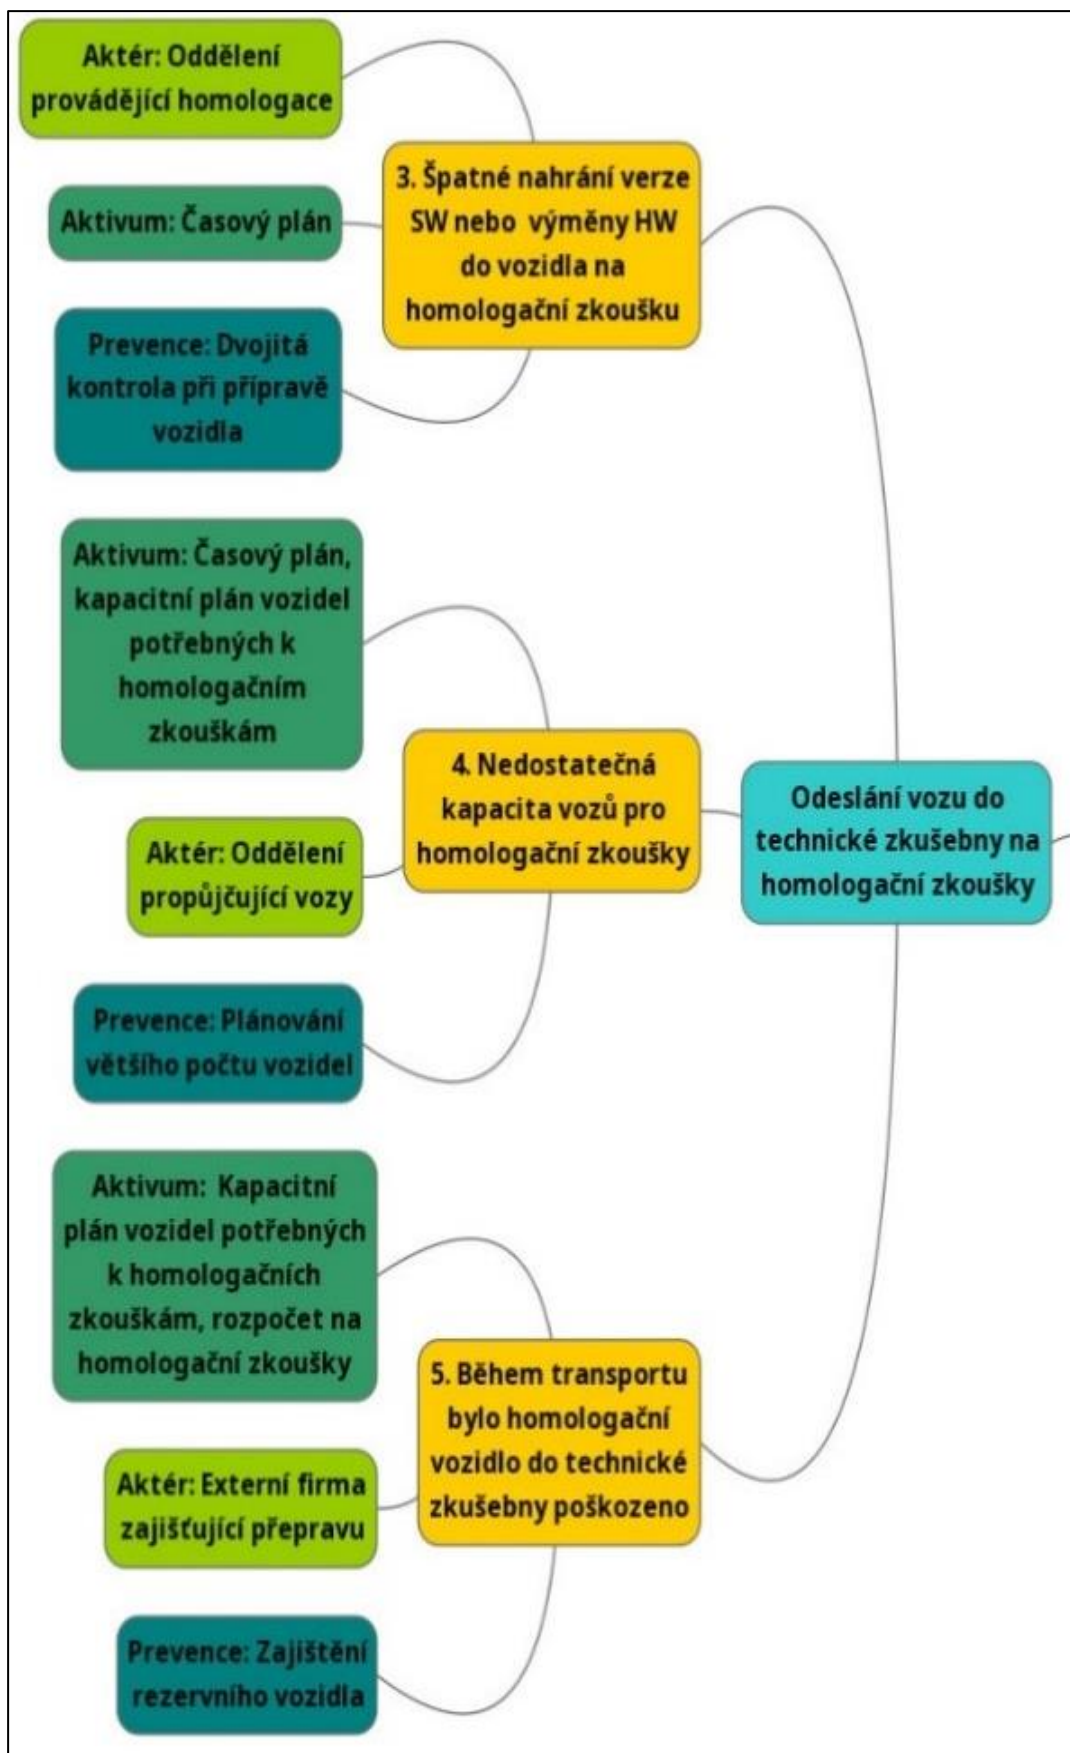 Aktér: Oddělení
provádějící homologace
Aktivum: Časový plán
Prevence: Dvojitá
kontrola při přípravě
vozidla
3. Špatné nahrání verze
SW nebo výměny HW
do vozidla na
homologační zkoušku
Aktivum: Časový plán,
kapacitní plán vozidel
potřebných k
homologačním
zkouškám
Aktér: Oddělení
propůjčující vozy
Prevence: Plánování
většího počtu vozidel
4. Nedostatečná
kapacita vozů pro
homologační zkoušky
Aktivum: Kapacitní
plán vozidel potřebných
k homologačních
zkouškám, rozpočet na
homologační zkoušky
Aktér: Externí firma
zajišťující přepravu
Prevence: Zajištění
rezervního vozidla
5. Během transportu
bylo homologační
vozidlo do technické
zkušebny poškozeno
Odeslání vozu do
technické zkušebny na
homologační zkoušky